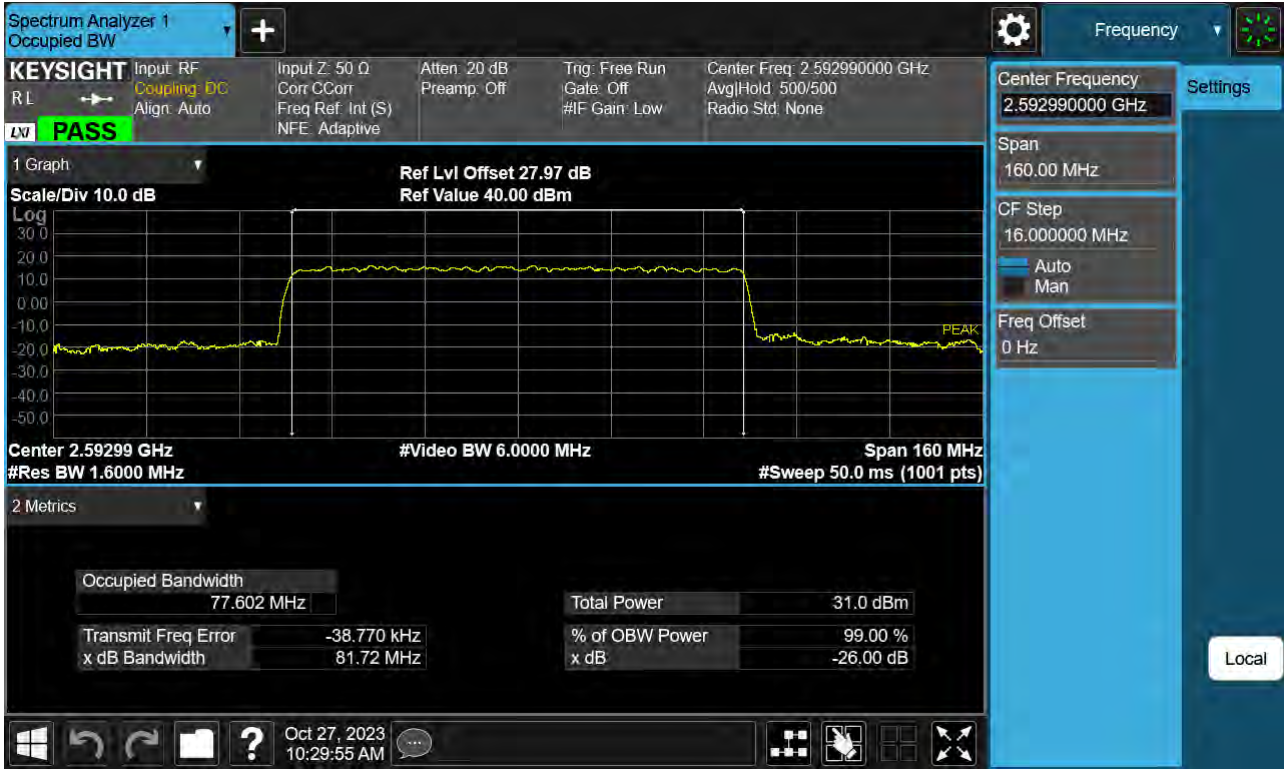 Spectrum Analyzer 1
Occupied BW
Frequency
KEYSIGHT
Input: RF
Coupling: DC
Align: Auto
Input Z: 50 Ω
Corr CCorr
Freq Ref: Int (S)
NFE: Adaptive
Atten: 20 dB
Preamp: Off
Trig: Free Run
Gate: Off
#IF Gain: Low
Center Freq: 2.592990000 GHz
Avg|Hold: 500/500
Radio Std: None
R L
LXI
PASS
Center Frequency
2.592990000 GHz
Settings
Span
160.00 MHz
CF Step
16.000000 MHz
Auto
Man
Freq Offset
0 Hz
1 Graph
Scale/Div 10.0 dB
Ref Lvl Offset 27.97 dB
Ref Value 40.00 dBm
Log
30.0
20.0
10.0
0.00
-10.0
-20.0
-30.0
-40.0
-50.0
PEAK
Center 2.59299 GHz
#Video BW 6.0000 MHz
Span 160 MHz
#Res BW 1.6000 MHz
#Sweep 50.0 ms (1001 pts)
2 Metrics
Occupied Bandwidth
77.602 MHz
Total Power 31.0 dBm
Transmit Freq Error -38.770 kHz
% of OBW Power 99.00 %
x dB Bandwidth 81.72 MHz
x dB -26.00 dB
Local
?
Oct 27, 2023
10:29:55 AM